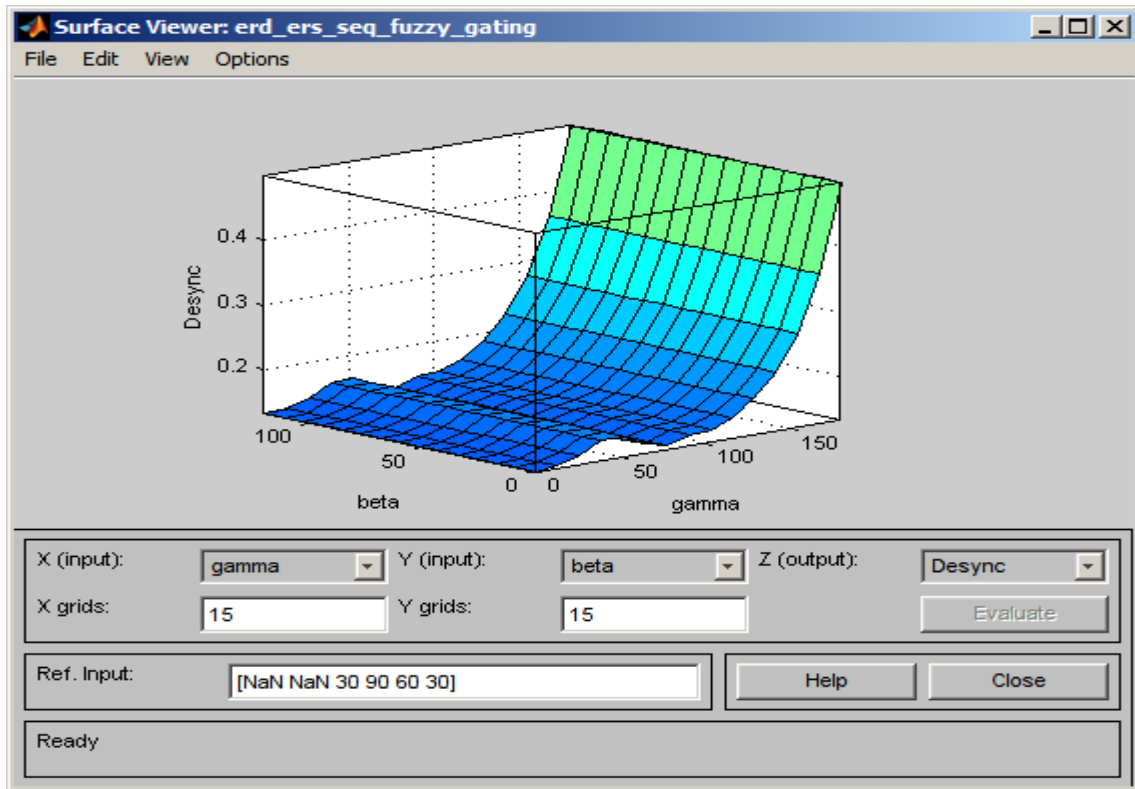 Surface Viewer: erd_ers_seq_fuzzy_gating
File Edit View Options
0.4
0.3
0.2
Desync
100
50
0
beta
0
50
100
150
gamma
X (input): gamma Y (input): beta Z (output): Desync
X grids: 15 Y grids: 15 Evaluate
Ref. Input: [NaN NaN 30 90 60 30] Help Close
Ready